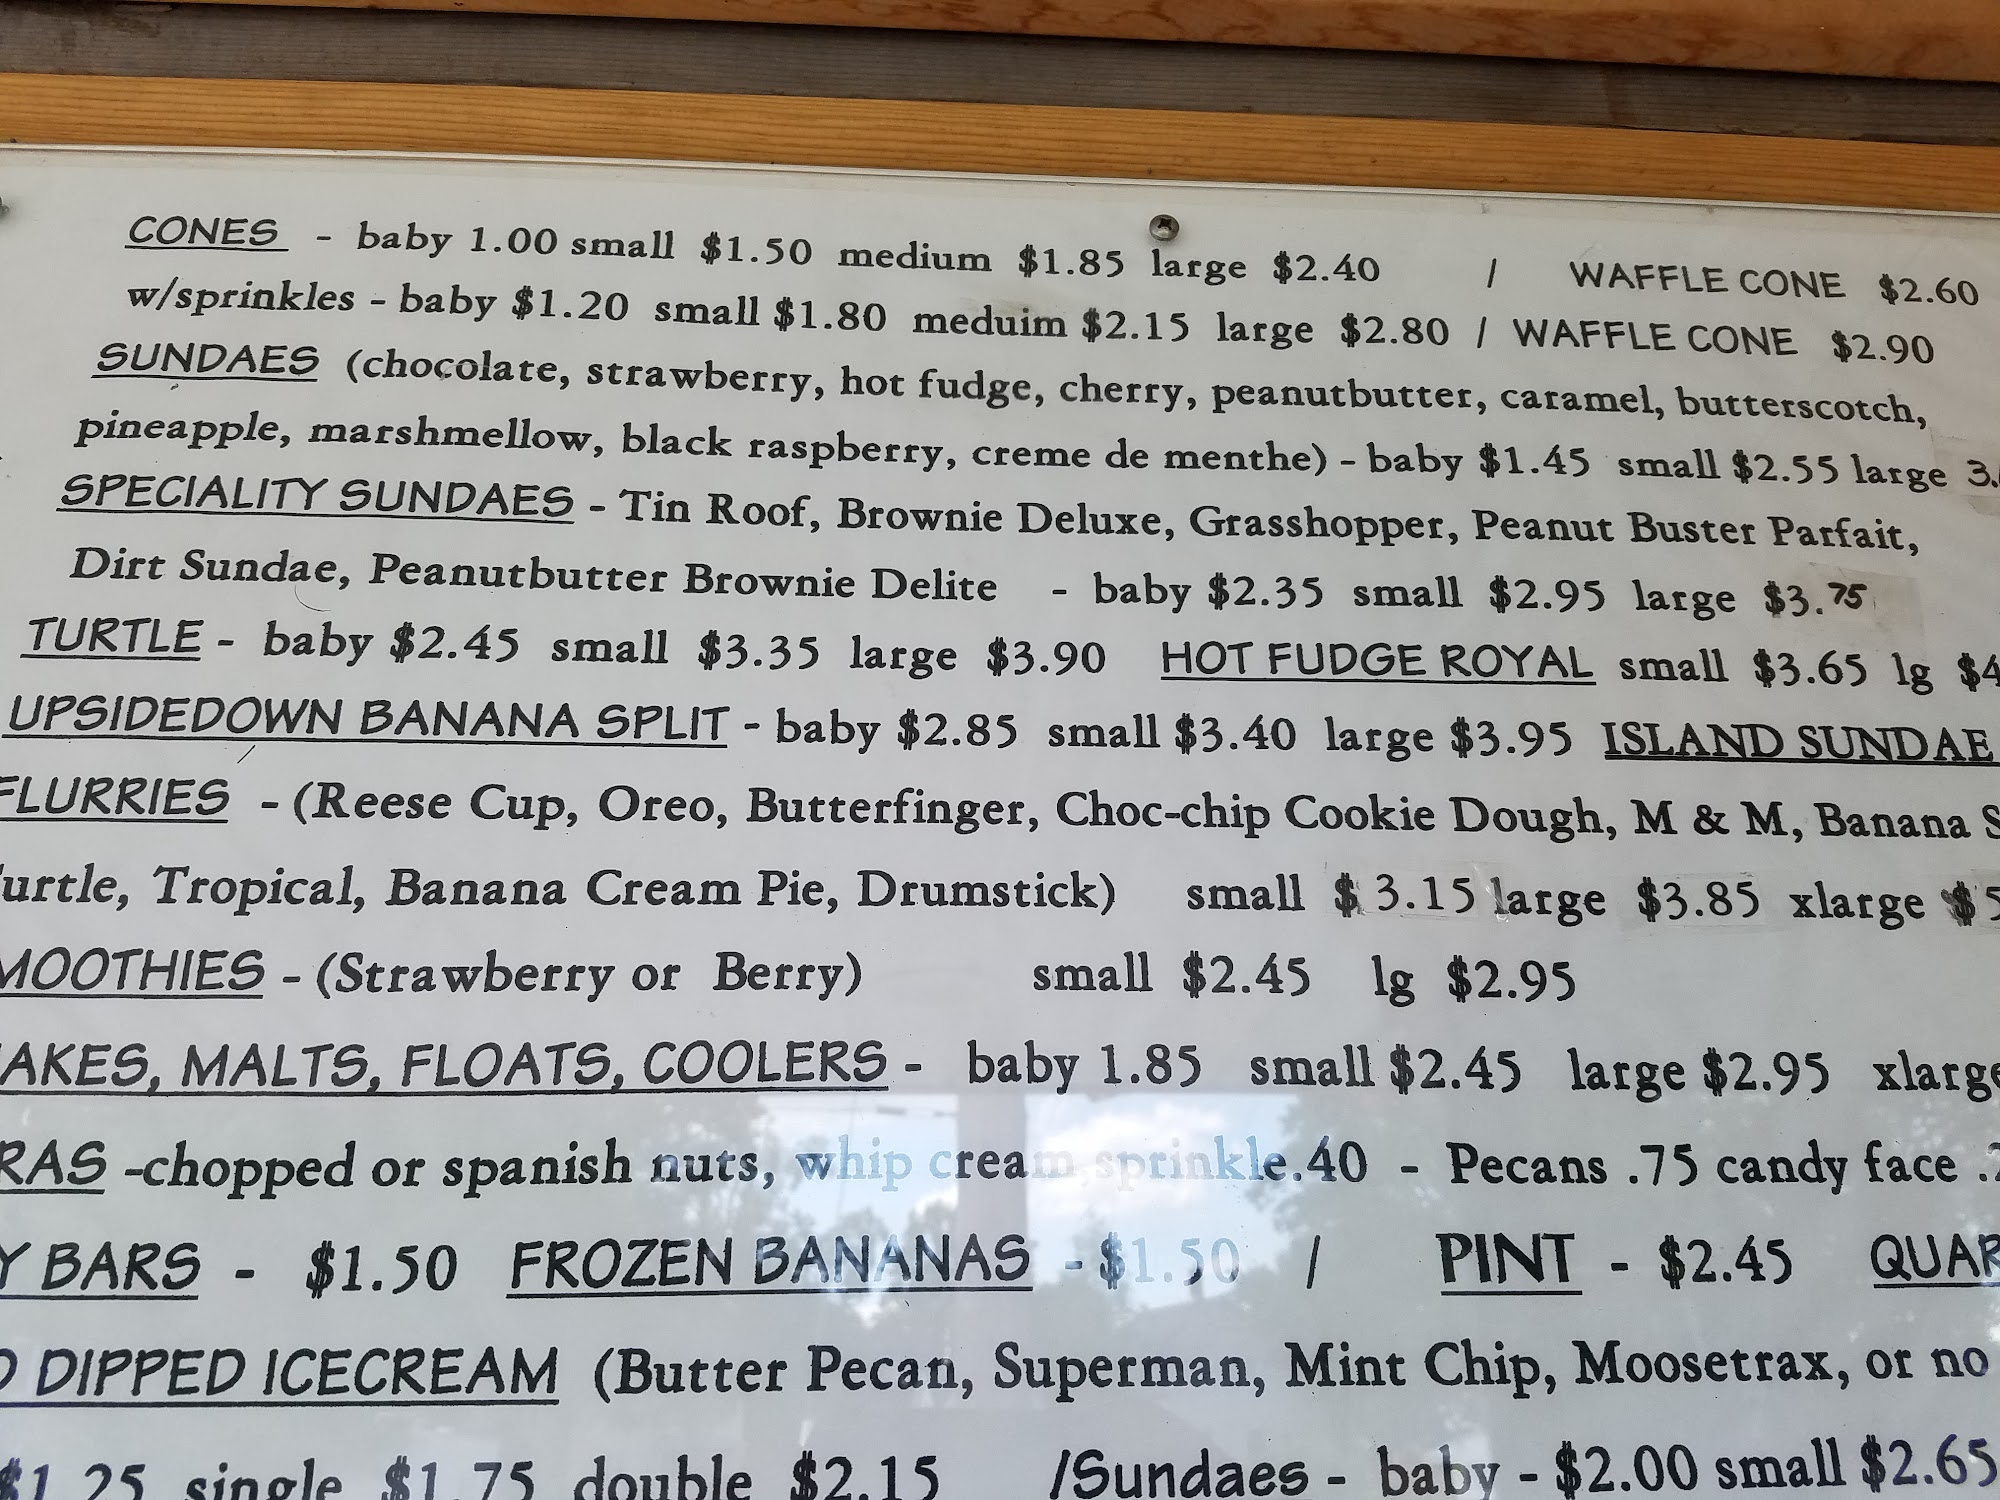 CONES - baby 1.00 small $1.50 medium $1.85 large $2.40 / WAFFLE CONE $2.60
w/sprinkles - baby $1.20 small $1.80 meduim $2.15 large $2.80 / WAFFLE CONE $2.90
SUNDAES (chocolate, strawberry, hot fudge, cherry, peanutbutter, caramel, butterscotch,
pineapple, marshmellow, black raspberry, creme de menthe) - baby $1.45 small $2.55 large 3.
SPECIALITY SUNDAES - Tin Roof, Brownie Deluxe, Grasshopper, Peanut Buster Parfait,
Dirt Sundae, Peanutbutter Brownie Delite - baby $2.35 small $2.95 large $3.75
TURTLE - baby $2.45 small $3.35 large $3.90 HOT FUDGE ROYAL small $3.65 lg $4
UPSIDEDOWN BANANA SPLIT - baby $2.85 small $3.40 large $3.95 ISLAND SUNDAE
FLURRIES - (Reese Cup, Oreo, Butterfinger, Choc-chip Cookie Dough, M & M, Banana S
urtle, Tropical, Banana Cream Pie, Drumstick) small $3.15 large $3.85 xlarge $5
MOOTHIES - (Strawberry or Berry) small $2.45 lg $2.95
AKES, MALTS, FLOATS, COOLERS - baby 1.85 small $2.45 large $2.95 xlarge
RAS -chopped or spanish nuts, whip cream, sprinkle.40 - Pecans .75 candy face .
Y BARS - $1.50 FROZEN BANANAS - $1.50 / PINT - $2.45 QUAR
D DIPPED ICECREAM (Butter Pecan, Superman, Mint Chip, Moosetrax, or no
$1.25 single $1.75 double $2.15 /Sundaes - baby - $2.00 small $2.65